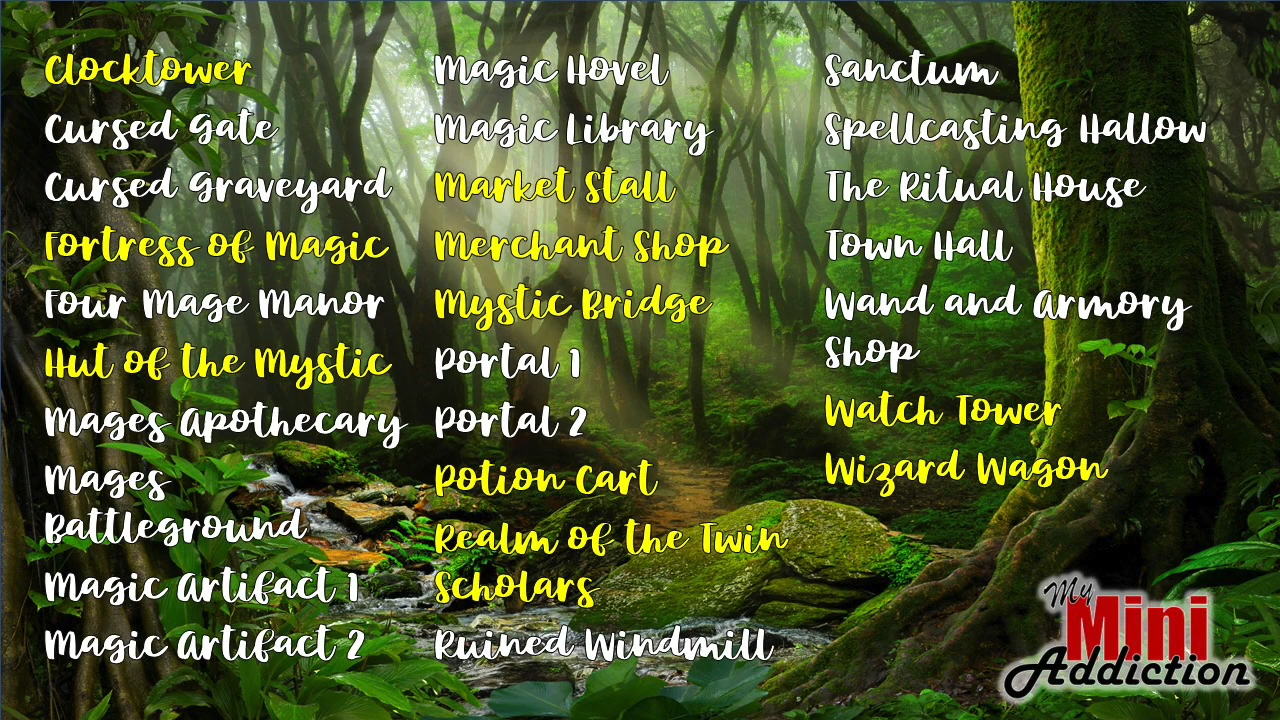 Clocktower
Cursed Gate
Cursed Graveyard
Fortress of Magic
Four Mage Manor
Hut of the Mystic
Mages Apothecary
Mages
Battleground
Magic Artifact 1
Magic Artifact 2
Magic Hovel
Magic Library
Market Stall
Merchant Shop
Mystic Bridge
Portal 1
Portal 2
Potion Cart
Realm of the Twin
Scholars
Ruined Windmill
Sanctum
Spellcasting Hallow
The Ritual House
Town Hall
Wand and Armory
Shop
Watch Tower
Wizard Wagon
My
Mini
Addiction